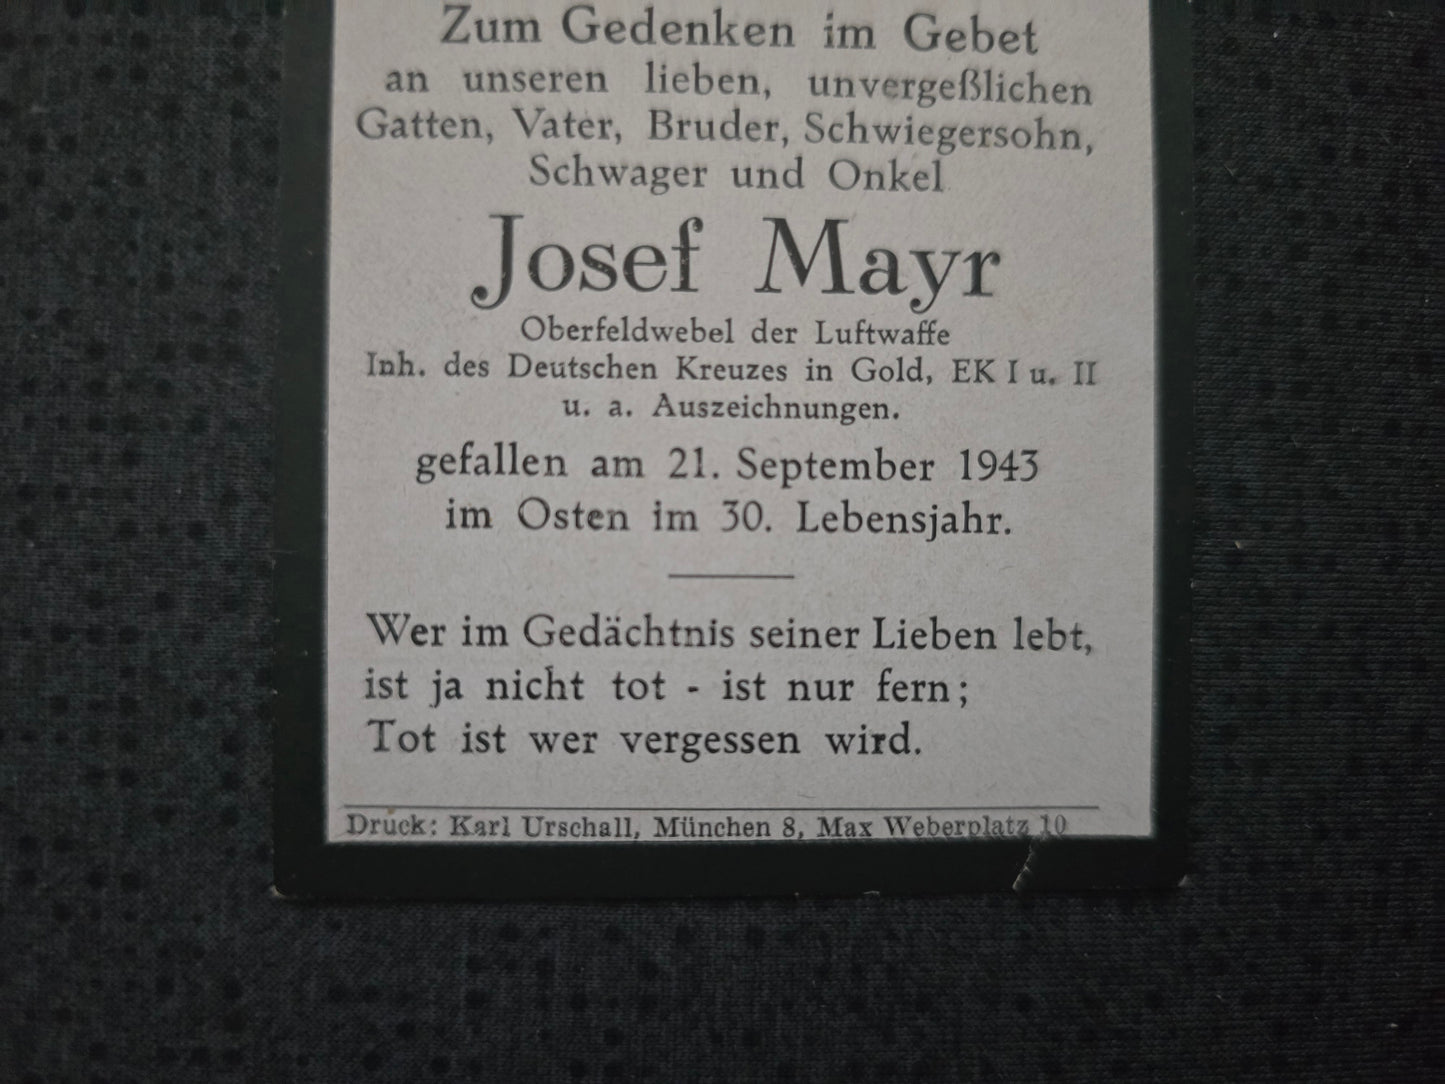 Zum Gedenken im Gebet
an unseren lieben, unvergeßlichen
Gatten, Vater, Bruder, Schwiegersohn,
Schwager und Onkel
Josef Mayr
Oberfeldwebel der Luftwaffe
Inh. des Deutschen Kreuzes in Gold, EK I u. II
u. a. Auszeichnungen.
gefallen am 21. September 1943
im Osten im 30. Lebensjahr.
Wer im Gedächtnis seiner Lieben lebt,
ist ja nicht tot - ist nur fern;
Tot ist wer vergessen wird.
Druck: Karl Urschall, München 8, Max Weberplatz 10